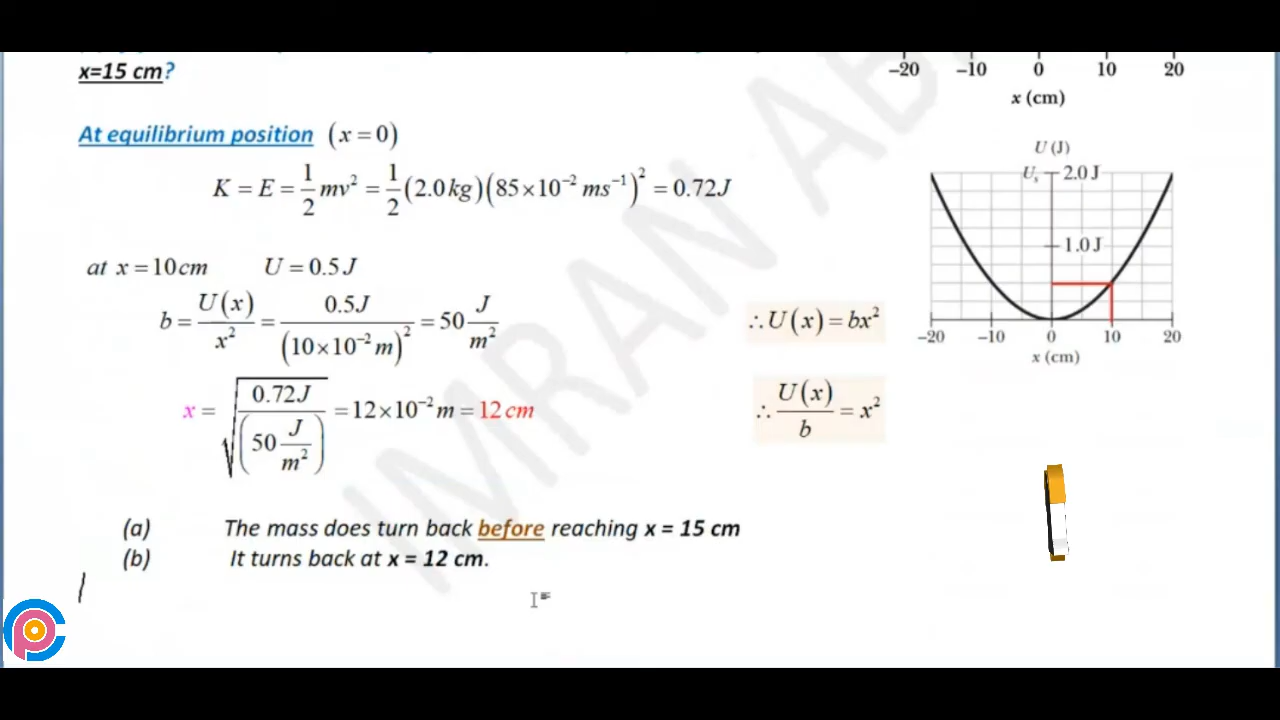 x=15 cm?
-20 -10 0 10 20
x (cm)
At equilibrium position (x = 0)
K = E = 1/2 mv² = 1/2 (2.0 kg)(85×10⁻² ms⁻¹)² = 0.72J
U (J)
Uₛ 2.0 J
1.0 J
-20 -10 0 10 20
x (cm)
at x = 10cm U = 0.5J
b = U(x)/x² = 0.5J/(10×10⁻² m)² = 50 J/m²
∴ U(x) = bx²
x = √(0.72J/(50 J/m²)) = 12×10⁻² m = 12 cm
∴ U(x)/b = x²
(a) The mass does turn back before reaching x = 15 cm
(b) It turns back at x = 12 cm.
IMRAN AB